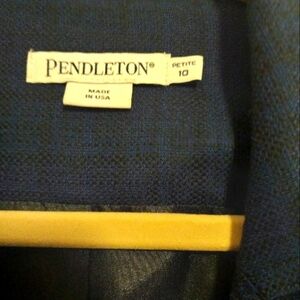 PENDLETON®
PETITE
10
MADE
IN USA